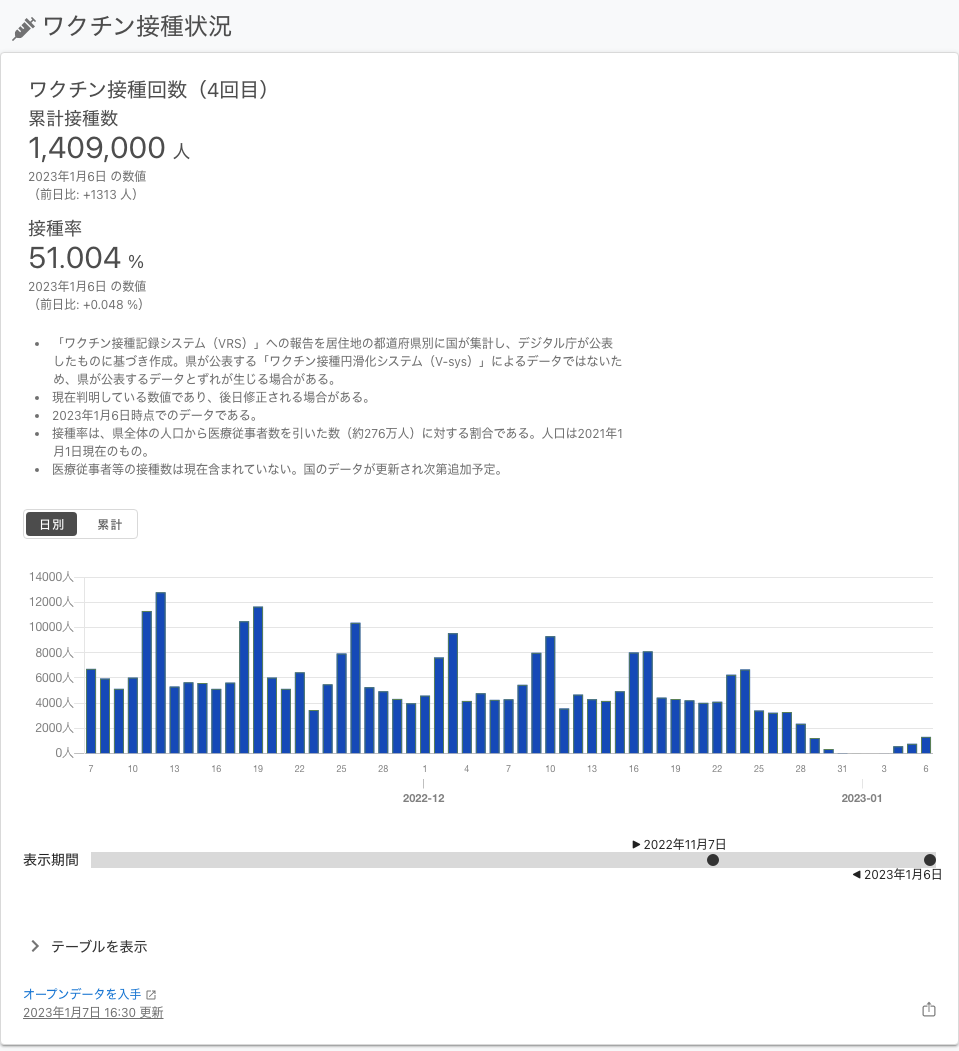 ワクチン接種状況
ワクチン接種回数（4回目）
累計接種数
1,409,000 人
2023年1月6日 の数値
（前日比: +1313 人）
接種率
51.004 %
2023年1月6日 の数値
（前日比: +0.048 %）
• 「ワクチン接種記録システム（VRS）」への報告を居住地の都道府県別に国が集計し、デジタル庁が公表
したものに基づき作成。県が公表する「ワクチン接種円滑化システム（V-sys）」によるデータではないた
め、県が公表するデータとずれが生じる場合がある。
• 現在判明している数値であり、後日修正される場合がある。
• 2023年1月6日時点でのデータである。
• 接種率は、県全体の人口から医療従事者数を引いた数（約276万人）に対する割合である。人口は2021年1
月1日現在のもの。
• 医療従事者等の接種数は現在含まれていない。国のデータが更新され次第追加予定。
日別 累計
14000人
12000人
10000人
8000人
6000人
4000人
2000人
0人
7 10 13 16 19 22 25 28 1 4 7 10 13 16 19 22 25 28 31 3 6
2022-12 2023-01
▶ 2022年11月7日
表示期間
◀ 2023年1月6日
テーブルを表示
オープンデータを入手
2023年1月7日 16:30 更新